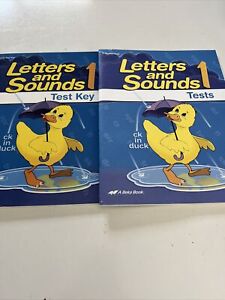 Letters
and
Sounds 1
Test Key
ck
in
duck
Letters
and
Sounds 1
Tests
ck
in
duck
A Beka Book